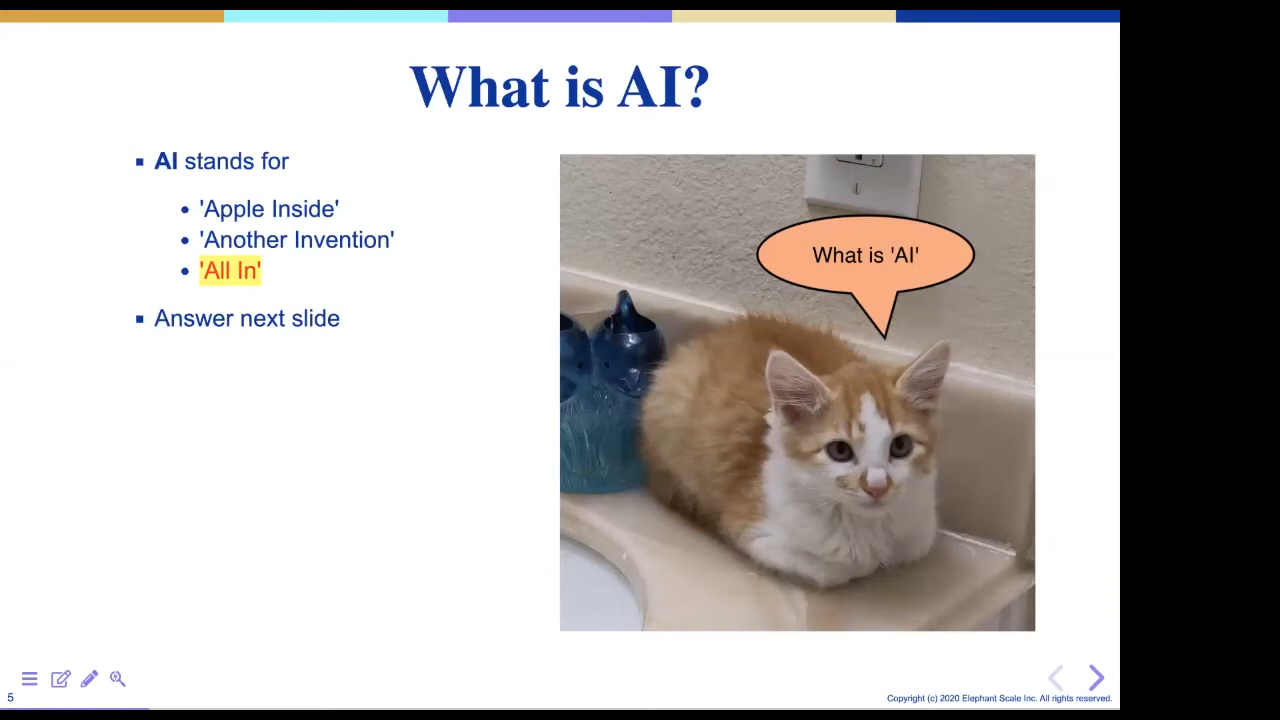 What is AI?
AI stands for
'Apple Inside'
'Another Invention'
'All In'
Answer next slide
What is 'AI'
5
Copyright (c) 2020 Elephant Scale Inc. All rights reserved.